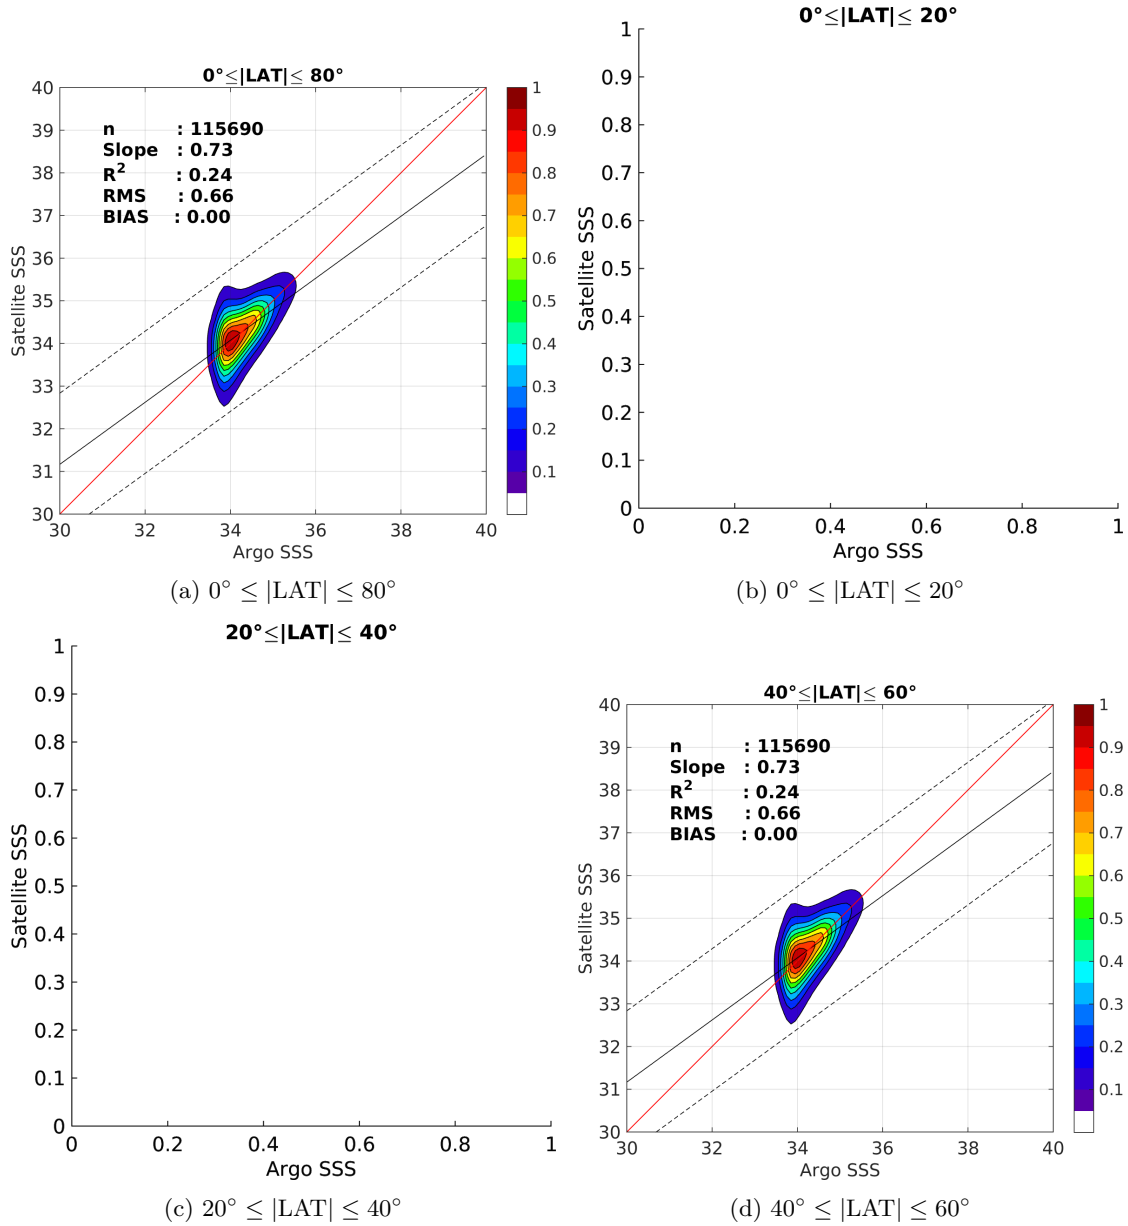 0°≤|LAT|≤ 80°
n : 115690
Slope : 0.73
R² : 0.24
RMS : 0.66
BIAS : 0.00
40
39
38
37
36
35
34
33
32
31
30
Satellite SSS
30 32 34 36 38 40
Argo SSS
1
0.9
0.8
0.7
0.6
0.5
0.4
0.3
0.2
0.1
(a) 0° ≤ |LAT| ≤ 80°
0°≤|LAT|≤ 20°
1
0.9
0.8
0.7
0.6
0.5
0.4
0.3
0.2
0.1
0
Satellite SSS
0 0.2 0.4 0.6 0.8 1
Argo SSS
(b) 0° ≤ |LAT| ≤ 20°
20°≤|LAT|≤ 40°
1
0.9
0.8
0.7
0.6
0.5
0.4
0.3
0.2
0.1
0
Satellite SSS
0 0.2 0.4 0.6 0.8 1
Argo SSS
(c) 20° ≤ |LAT| ≤ 40°
40°≤|LAT|≤ 60°
n : 115690
Slope : 0.73
R² : 0.24
RMS : 0.66
BIAS : 0.00
40
39
38
37
36
35
34
33
32
31
30
Satellite SSS
30 32 34 36 38 40
Argo SSS
1
0.9
0.8
0.7
0.6
0.5
0.4
0.3
0.2
0.1
(d) 40° ≤ |LAT| ≤ 60°